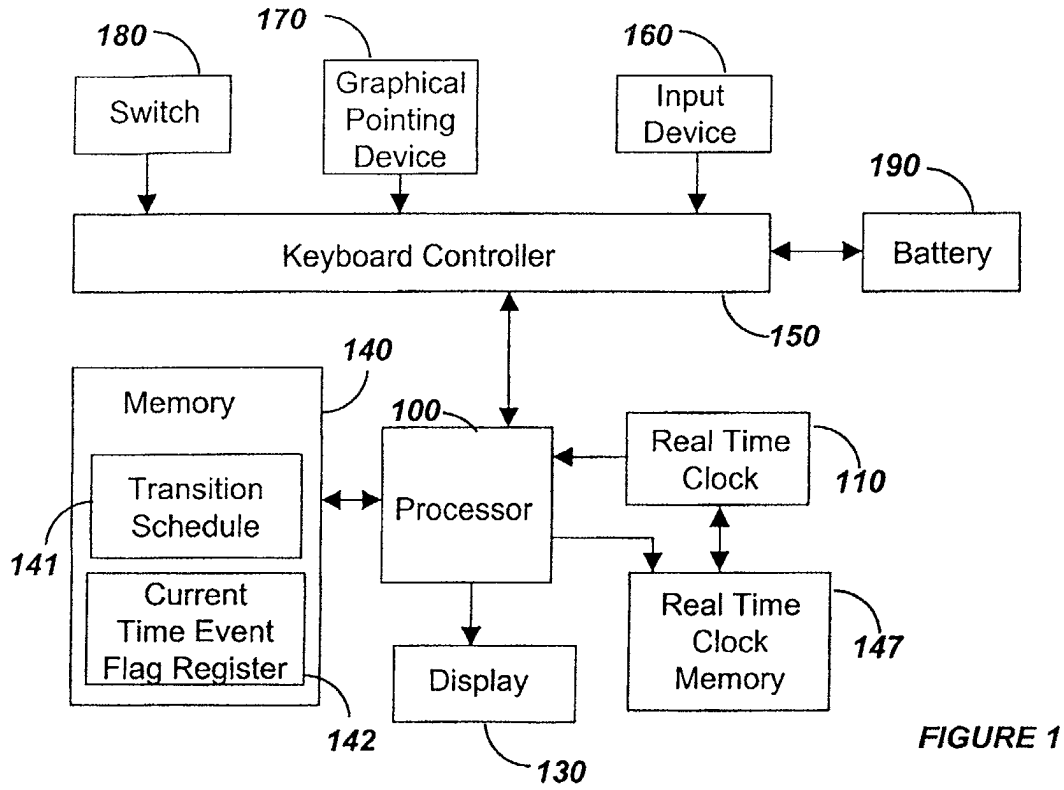 180
170
160
Switch
Graphical
Pointing
Device
Input
Device
190
Keyboard Controller
Battery
150
140
Memory
100
Real Time
Clock
110
Transition
Schedule
141
Processor
Current
Time Event
Flag Register
142
Real Time
Clock
Memory
147
Display
130
FIGURE 1